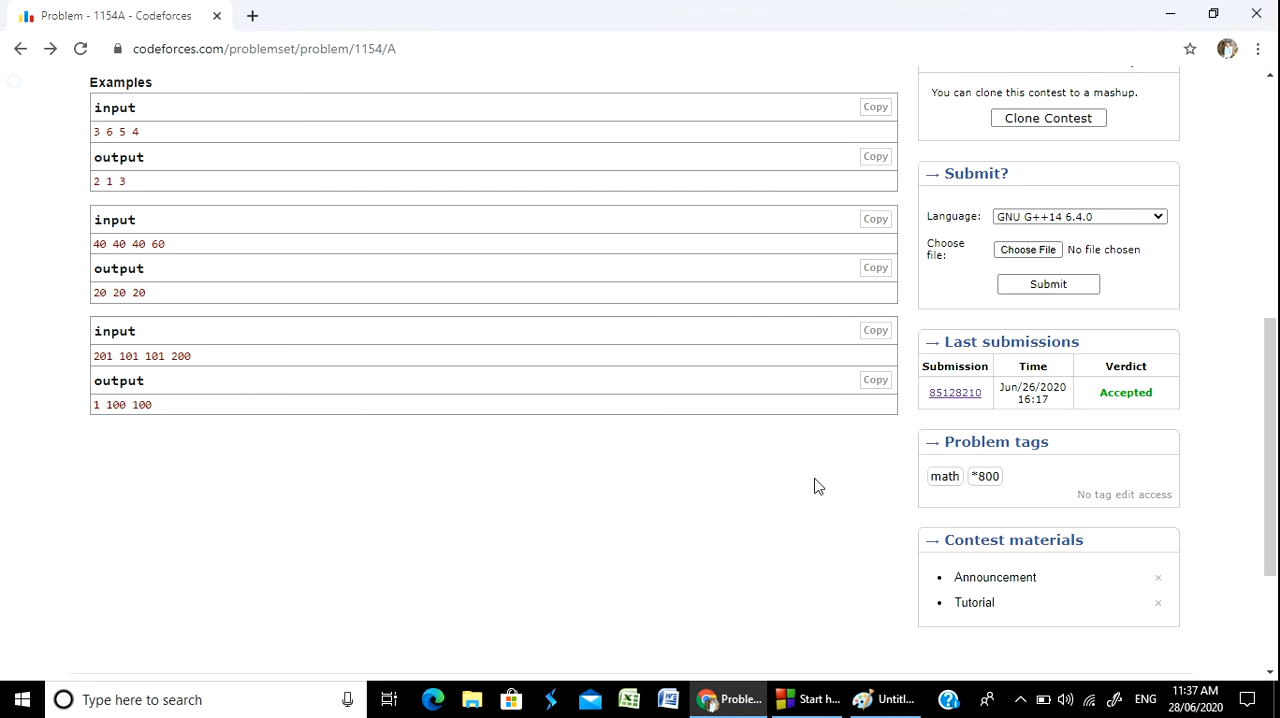 Problem - 1154A - Codeforces
codeforces.com/problemset/problem/1154/A
Examples
input
Copy
3 6 5 4
output
Copy
2 1 3
input
Copy
40 40 40 60
output
Copy
20 20 20
input
Copy
201 101 101 200
output
Copy
1 100 100
You can clone this contest to a mashup.
Clone Contest
→ Submit?
Language: GNU G++14 6.4.0
Choose
file: Choose File No file chosen
Submit
→ Last submissions
Submission Time Verdict
85128210 Jun/26/2020
16:17 Accepted
→ Problem tags
math *800
No tag edit access
→ Contest materials
• Announcement ×
• Tutorial ×
Type here to search
Proble... Start h... Untitl...
ENG
11:37 AM
28/06/2020